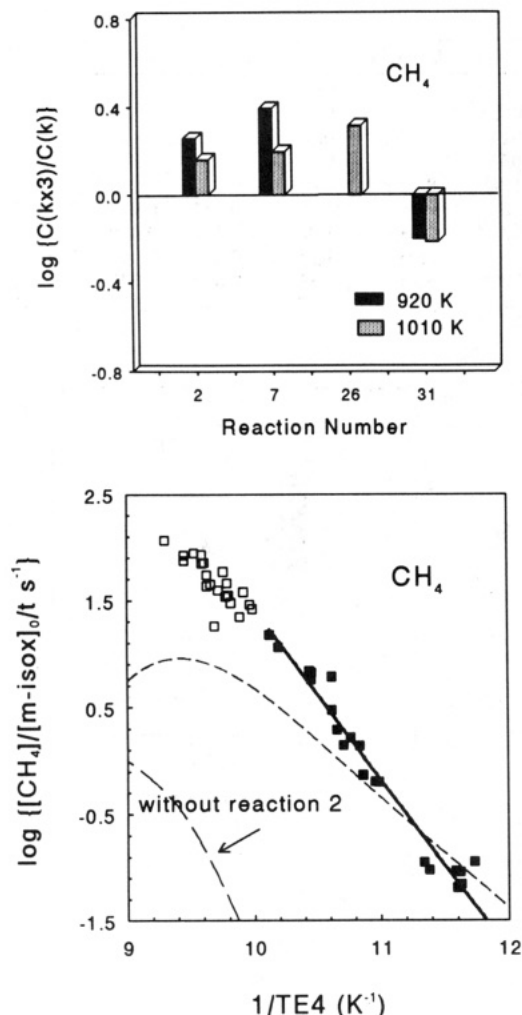 0.8
0.4
0.0
-0.4
-0.8
log {C(kx3)/C(k)}
CH4
920 K
1010 K
2 7 26 31
Reaction Number
2.5
1.5
0.5
-0.5
-1.5
log {[CH4]/[m-isox]0/t s-1}
CH4
without reaction 2
9 10 11 12
1/TE4 (K-1)